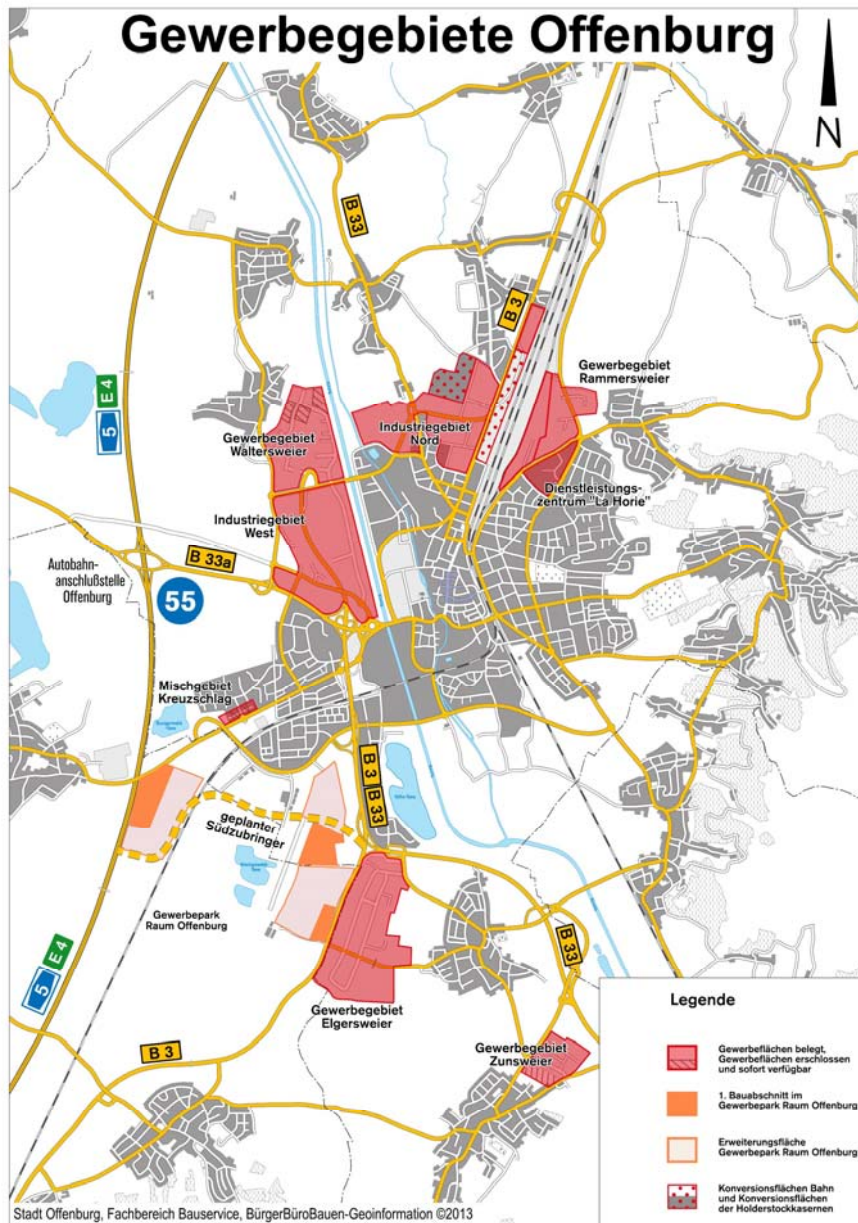 Gewerbegebiete Offenburg
N
B 33
B 3
E 4
5
Gewerbegebiet
Rammersweier
Gewerbegebiet
Waltersweier
Industriegebiet
Nord
Dienstleistungs-
zentrum "La Horie"
Industriegebiet
West
B 33a
Autobahn-
anschlußstelle
Offenburg
55
Mischgebiet
Kreuzschlag
B 3
B 33
geplanter
Südzubringer
Gewerbepark
Raum Offenburg
B 33
E 4
5
Gewerbegebiet
Elgersweier
B 3
Gewerbegebiet
Zunsweier
Legende
Gewerbeflächen belegt,
Gewerbeflächen erschlossen
und sofort verfügbar
1. Bauabschnitt im
Gewerbepark Raum Offenburg
Erweiterungsfläche
Gewerbepark Raum Offenburg
Konversionsflächen Bahn
und Konversionsflächen
der Holderstockkasernen
Stadt Offenburg, Fachbereich Bauservice, BürgerBüroBauen-Geoinformation ©2013